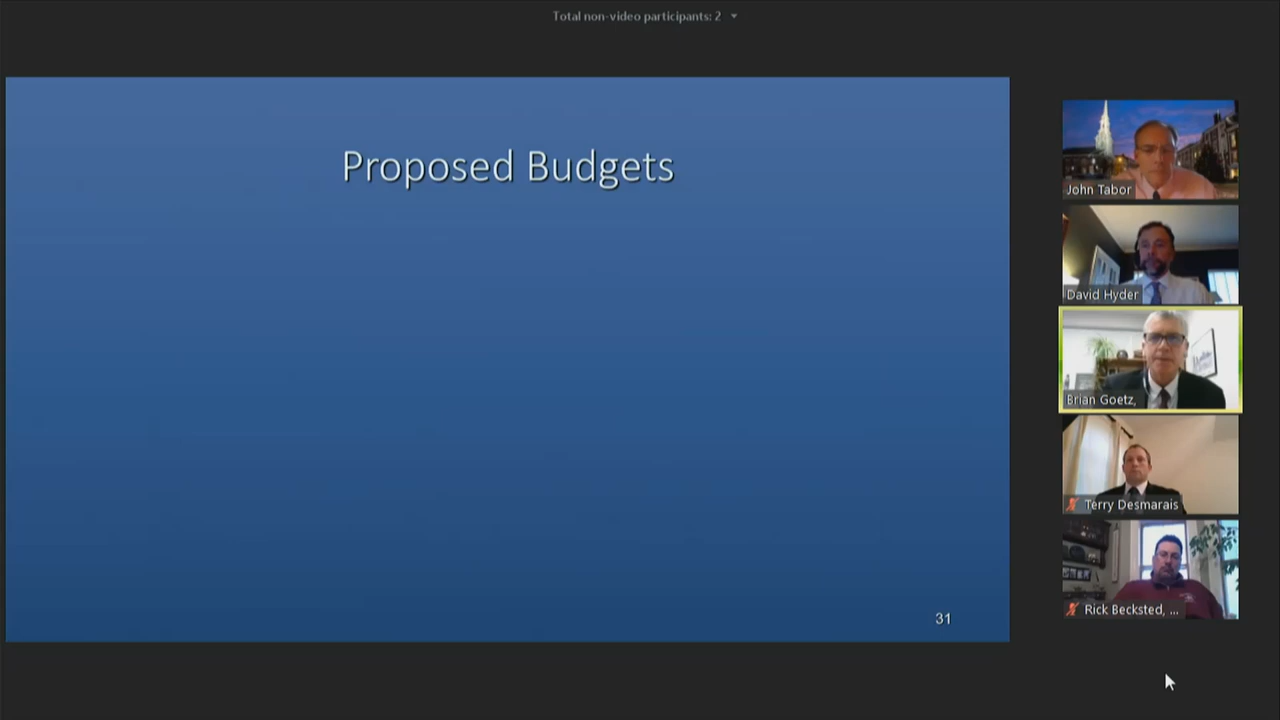 Total non-video participants: 2
Proposed Budgets
31
John Tabor
David Hyder
Brian Goetz,
Terry Desmarais
Rick Becksted, ...